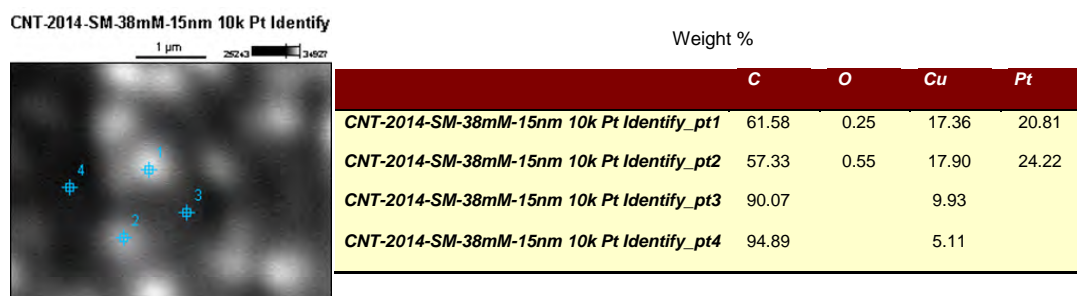 CNT-2014-SM-38mM-15nm 10k Pt Identify
1 µm
25243 34927
1
4
3
2
Weight %
C O Cu Pt
CNT-2014-SM-38mM-15nm 10k Pt Identify_pt1 61.58 0.25 17.36 20.81
CNT-2014-SM-38mM-15nm 10k Pt Identify_pt2 57.33 0.55 17.90 24.22
CNT-2014-SM-38mM-15nm 10k Pt Identify_pt3 90.07 9.93
CNT-2014-SM-38mM-15nm 10k Pt Identify_pt4 94.89 5.11